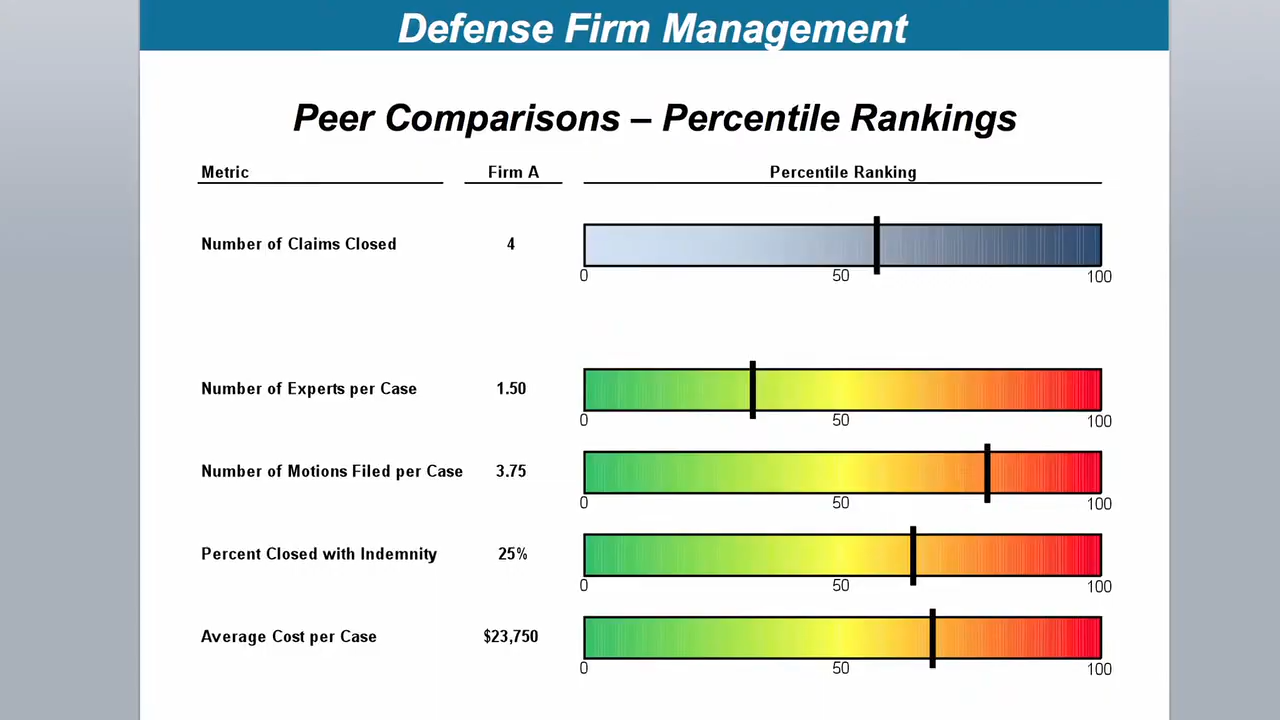 Defense Firm Management
Peer Comparisons – Percentile Rankings
Metric Firm A Percentile Ranking
Number of Claims Closed 4
0 50 100
Number of Experts per Case 1.50
0 50 100
Number of Motions Filed per Case 3.75
0 50 100
Percent Closed with Indemnity 25%
0 50 100
Average Cost per Case $23,750
0 50 100